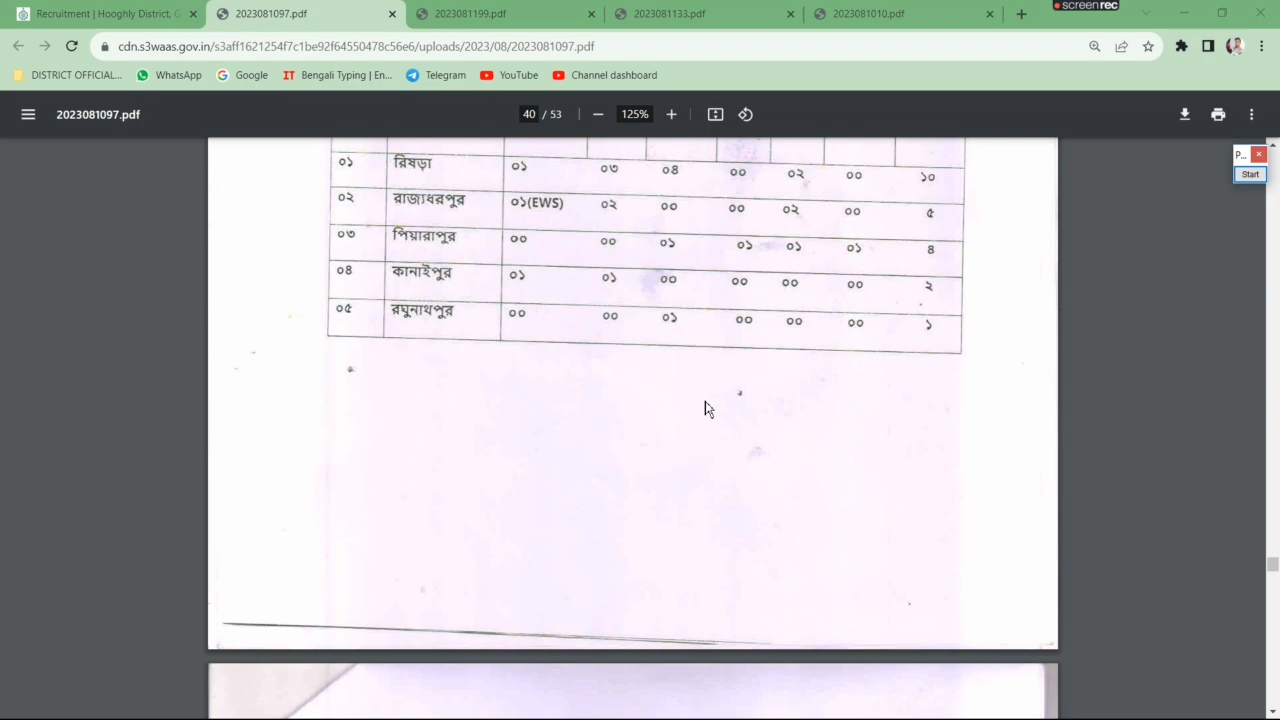 Recruitment | Hooghly District, G
2023081097.pdf
2023081199.pdf
2023081133.pdf
2023081010.pdf
screenrec
cdn.s3waas.gov.in/s3aff1621254f7c1be92f64550478c56e6/uploads/2023/08/2023081097.pdf
DISTRICT OFFICIAL... WhatsApp Google Bengali Typing | En... Telegram YouTube Channel dashboard
2023081097.pdf 40 / 53 125%
P...
Start
০১ রিষড়া ০১ ০৩ ০৪ ০০ ০২ ০০ ১০
০২ রাজ্যধরপুর ০১(EWS) ০২ ০০ ০০ ০২ ০০ ৫
০৩ পিয়ারাপুর ০০ ০০ ০১ ০১ ০১ ০১ ৪
০৪ কানাইপুর ০১ ০১ ০০ ০০ ০০ ০০ ২
০৫ রঘুনাথপুর ০০ ০০ ০১ ০০ ০০ ০০ ১